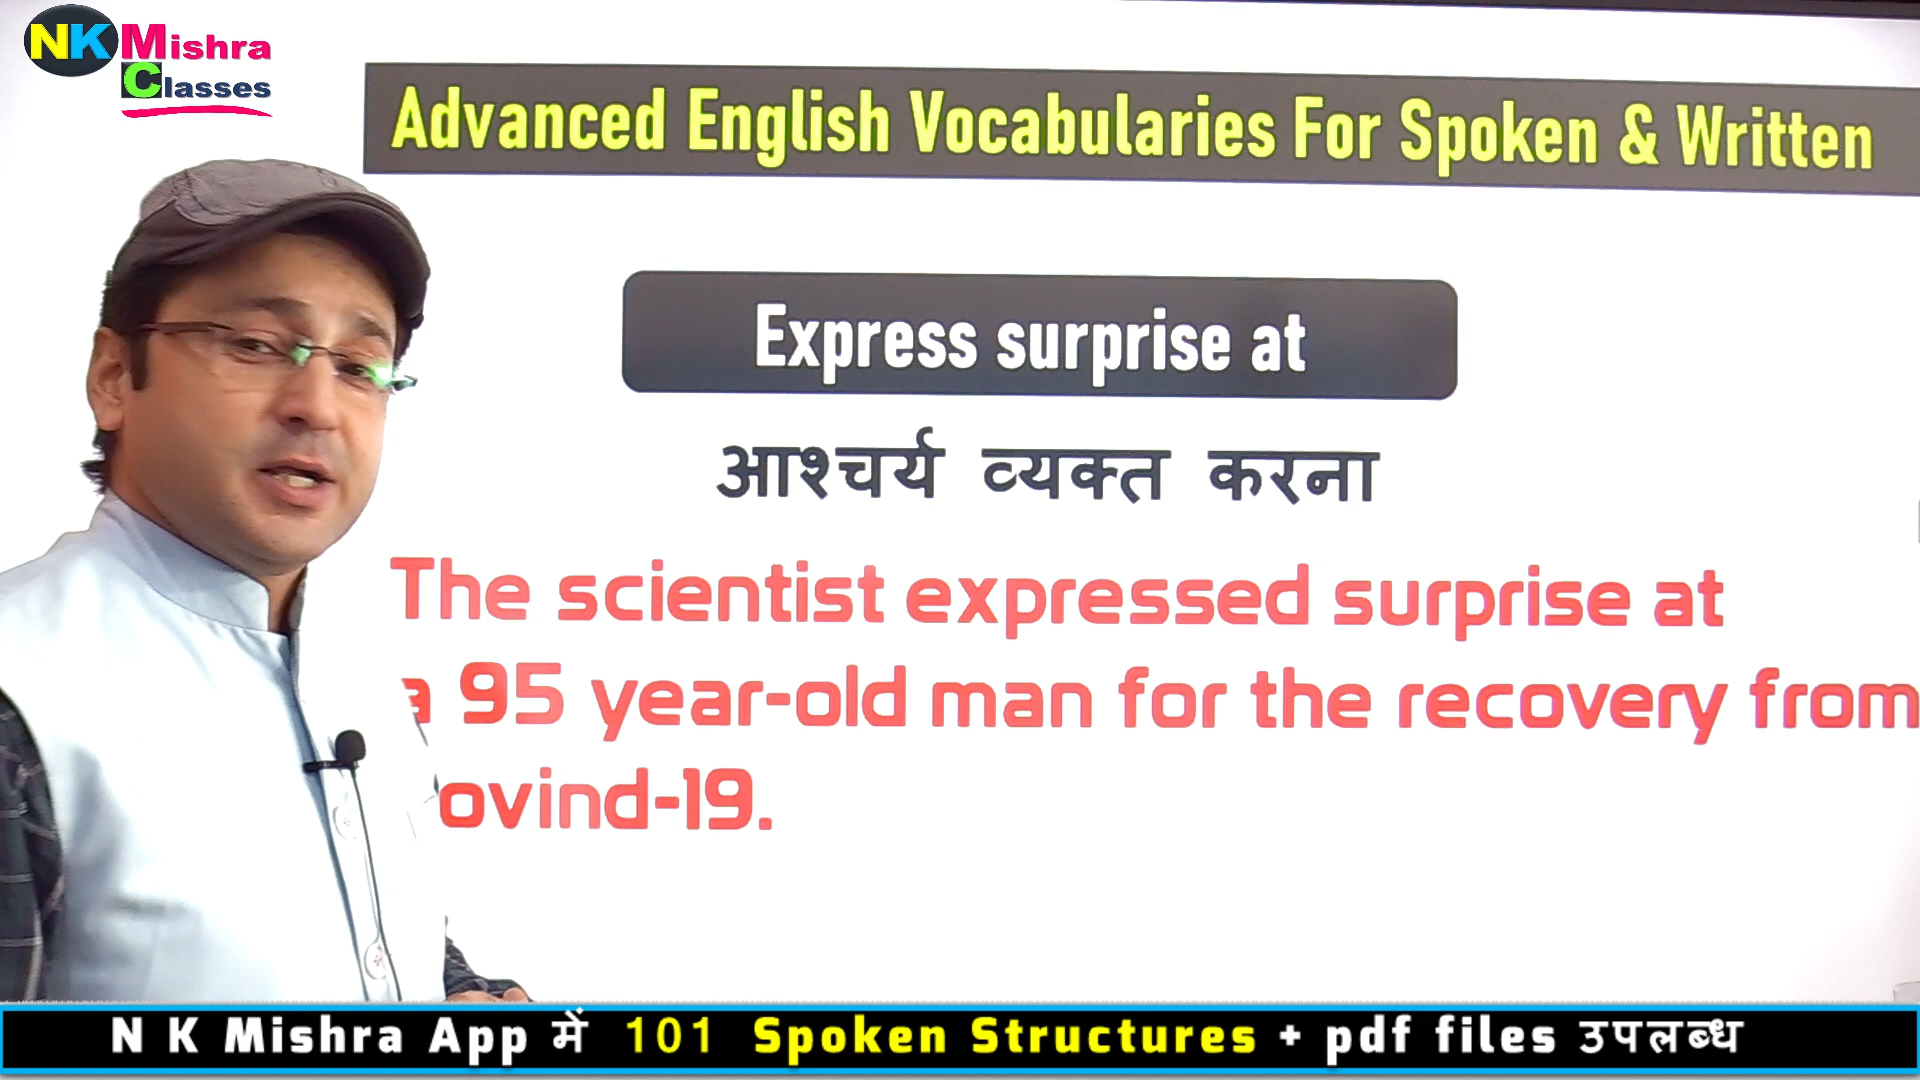 NK Mishra
Classes
Advanced English Vocabularies For Spoken & Written
Express surprise at
आश्चर्य व्यक्त करना
The scientist expressed surprise at
a 95 year-old man for the recovery from
ovind-19.
N K Mishra App में 101 Spoken Structures + pdf files उपलब्ध